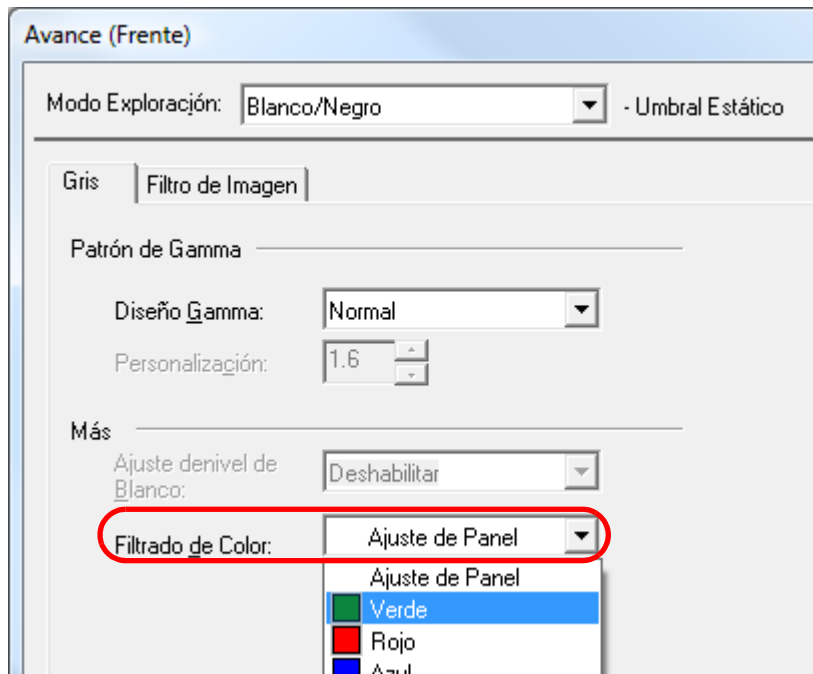 Avance (Frente)
Modo Exploración: Blanco/Negro - Umbral Estático
Gris Filtro de Imagen
Patrón de Gamma
Diseño Gamma: Normal
Personalización: 1.6
Más
Ajuste denivel de
Blanco: Deshabilitar
Filtrado de Color: Ajuste de Panel
Ajuste de Panel
Verde
Rojo
Azul